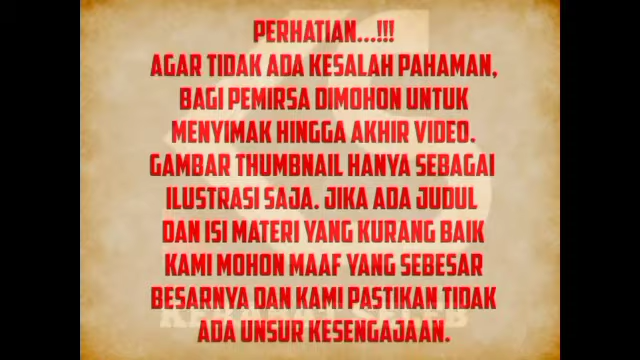 PERHATIAN...!!!
AGAR TIDAK ADA KESALAH PAHAMAN,
BAGI PEMIRSA DIMOHON UNTUK
MENYIMAK HINGGA AKHIR VIDEO.
GAMBAR THUMBNAIL HANYA SEBAGAI
ILUSTRASI SAJA. JIKA ADA JUDUL
DAN ISI MATERI YANG KURANG BAIK
KAMI MOHON MAAF YANG SEBESAR
BESARNYA DAN KAMI PASTIKAN TIDAK
KERABAT SELEB
ADA UNSUR KESENGAJAAN.